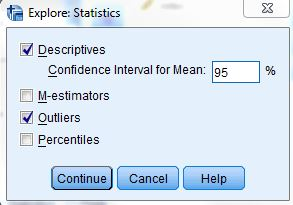 Explore: Statistics
Descriptives
Confidence Interval for Mean: 95 %
M-estimators
Outliers
Percentiles
Continue Cancel Help